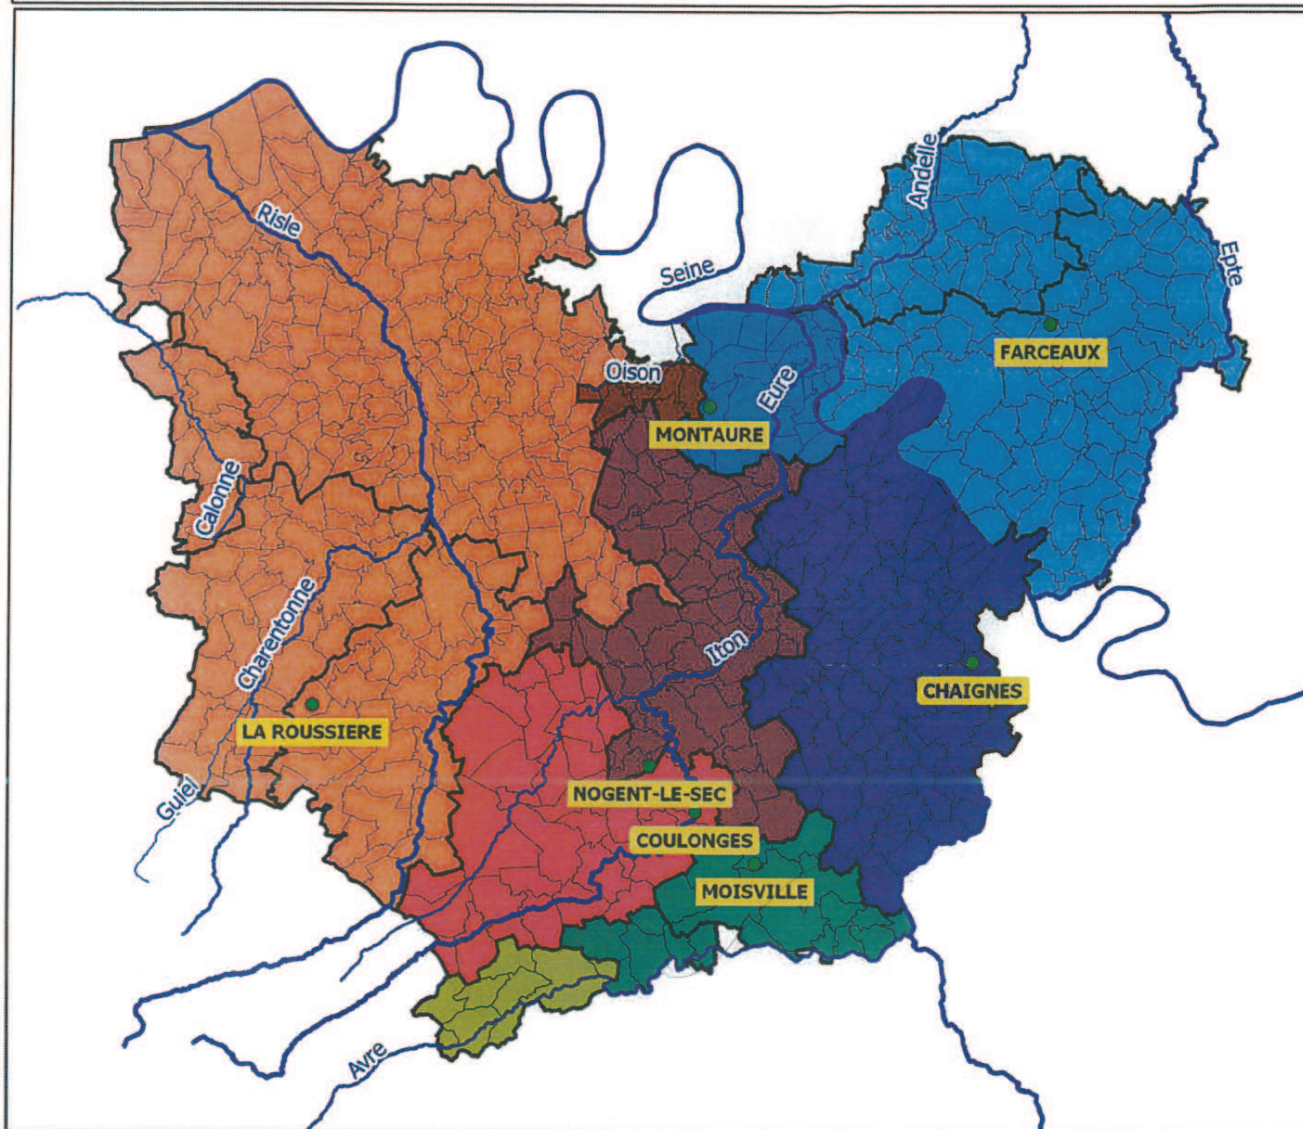 Andelle
Risle
Epte
Seine
FARCEAUX
Oison
Eure
MONTAURE
Calonne
Charentonne
Iton
CHAIGNES
LA ROUSSIERE
Guiel
NOGENT-LE-SEC
COULONGES
MOISVILLE
Avre